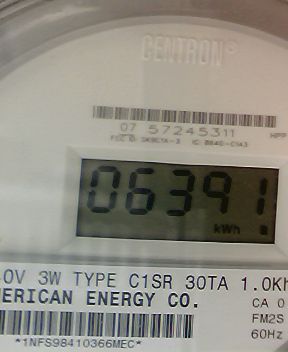 CENTRON®
07 57245311
06391
kWh
0V 3W TYPE C1SR 30TA 1.0Kh
ERICAN ENERGY CO.
CA 0
FM2S
60Hz
*1NFS98410366MEC*